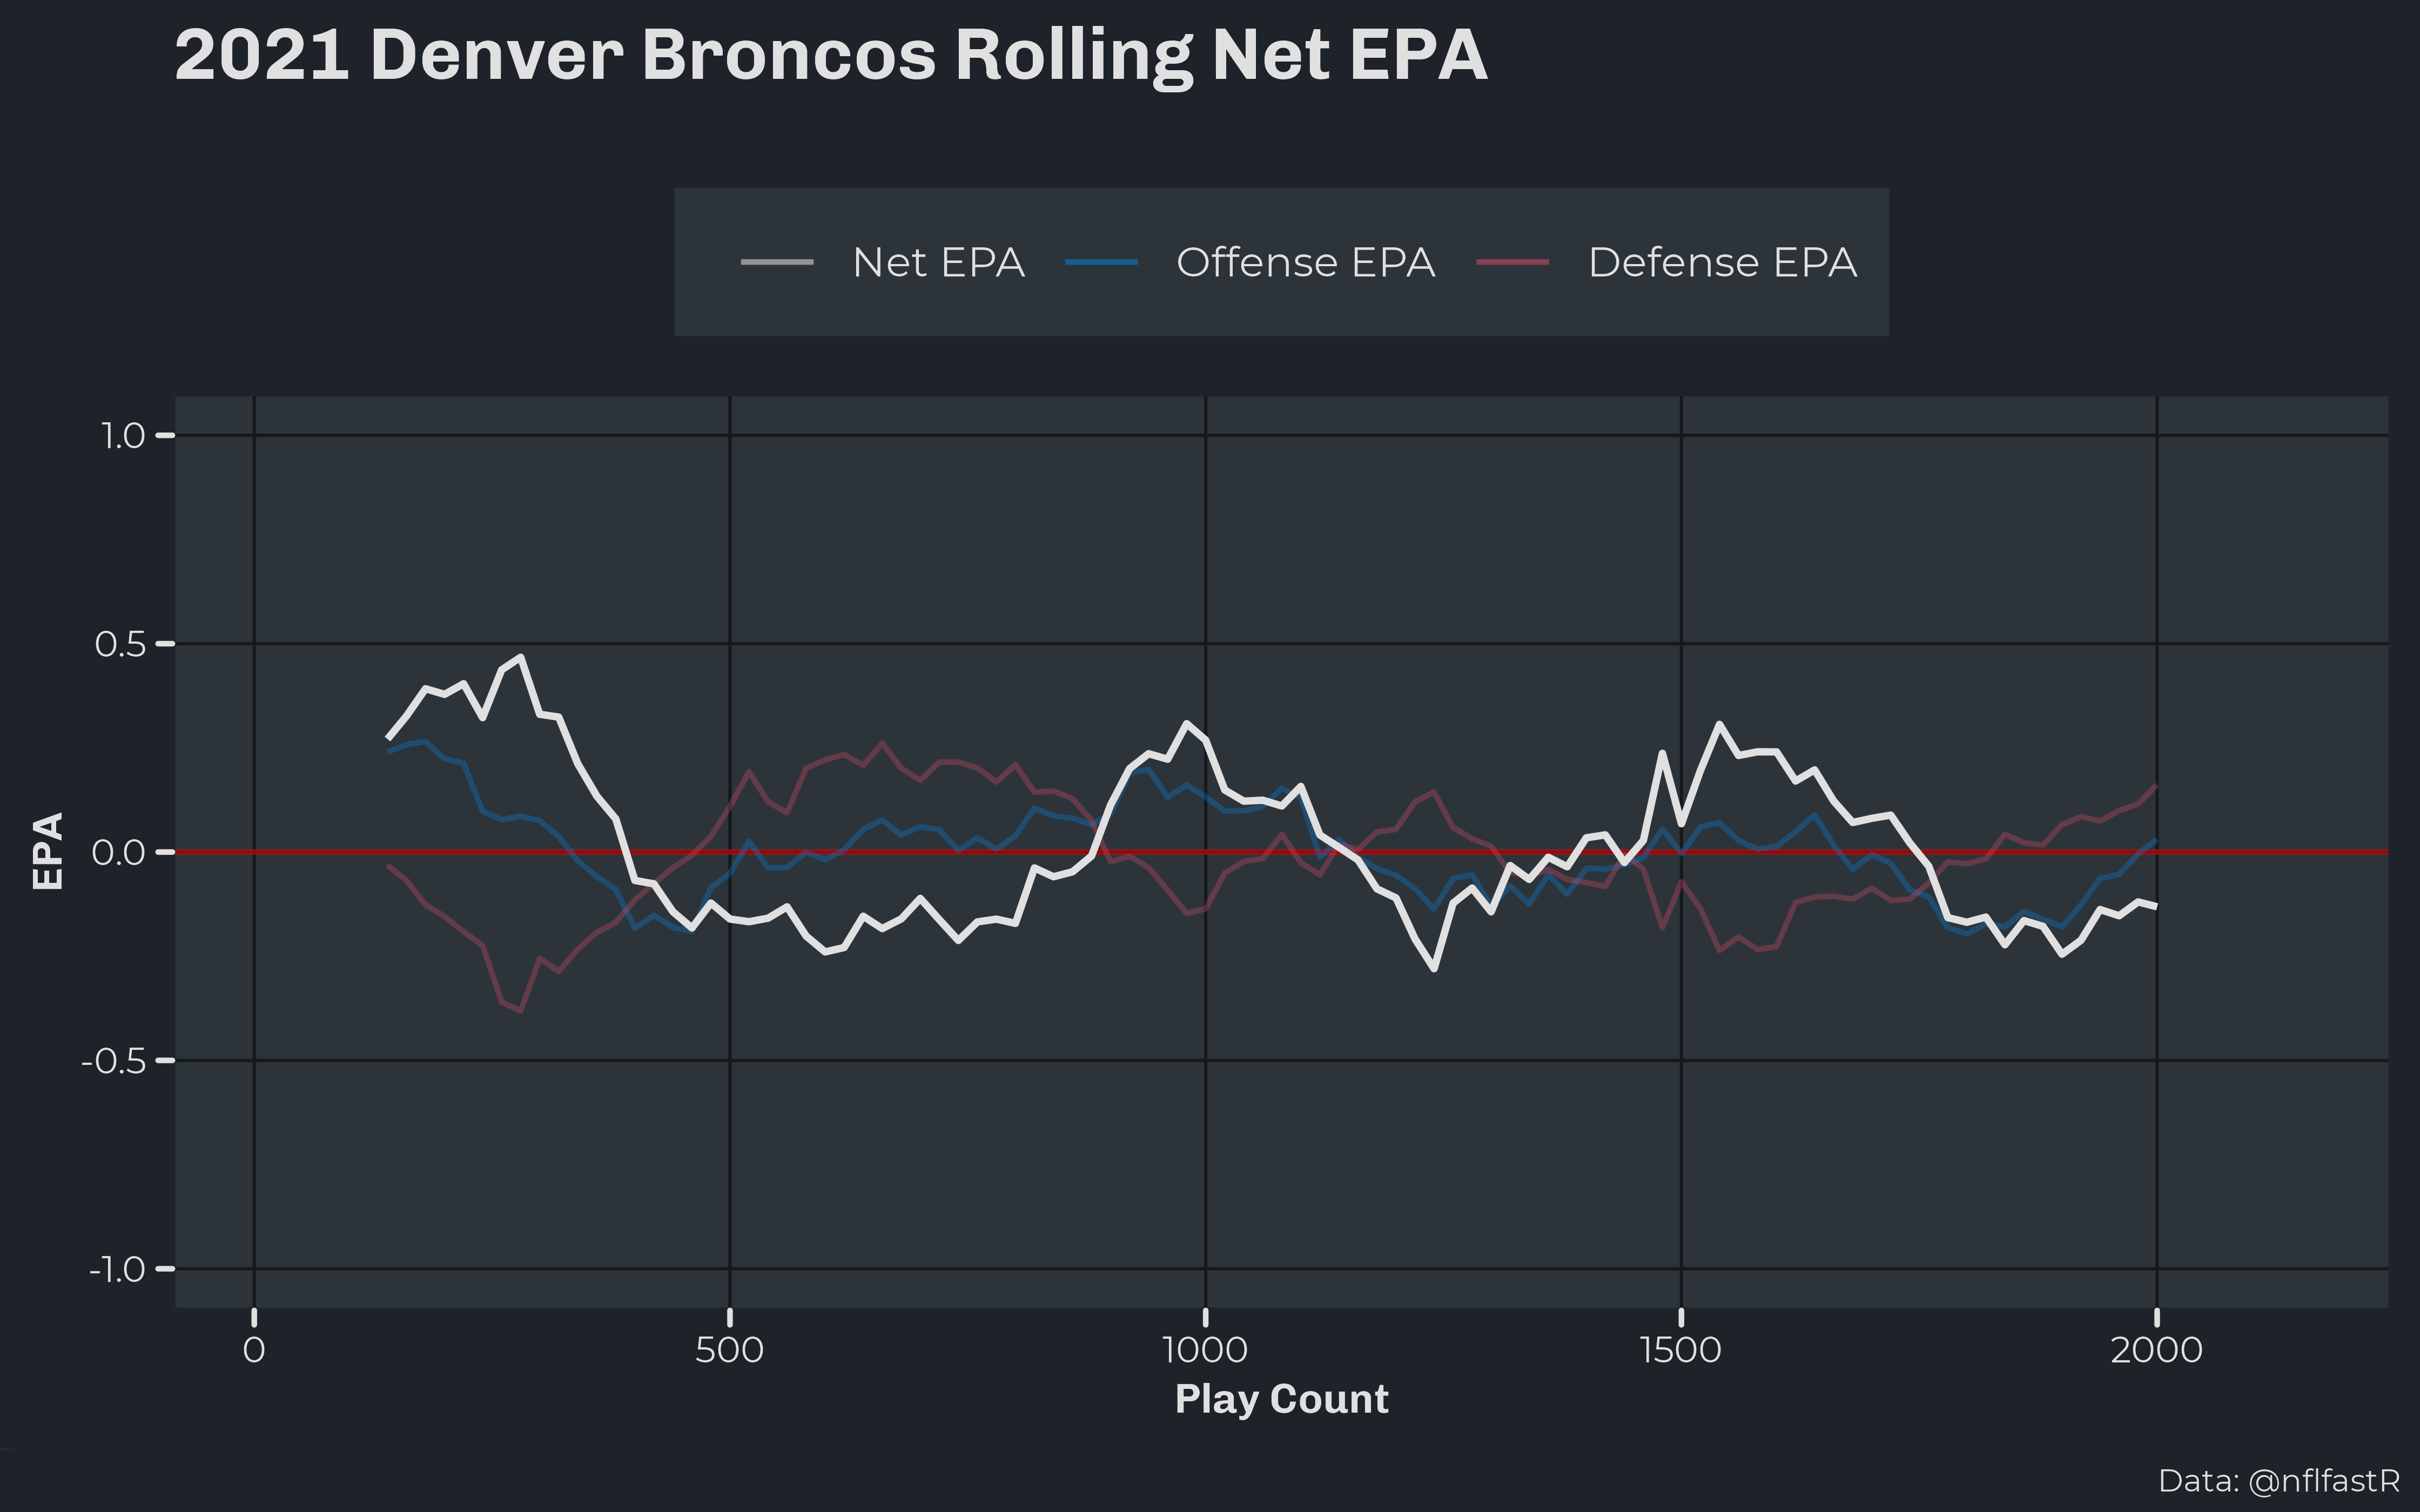 2021 Denver Broncos Rolling Net EPA
Net EPA Offense EPA Defense EPA
1.0
0.5
0.0
-0.5
-1.0
EPA
0 500 1000 1500 2000
Play Count
Data: @nflfastR